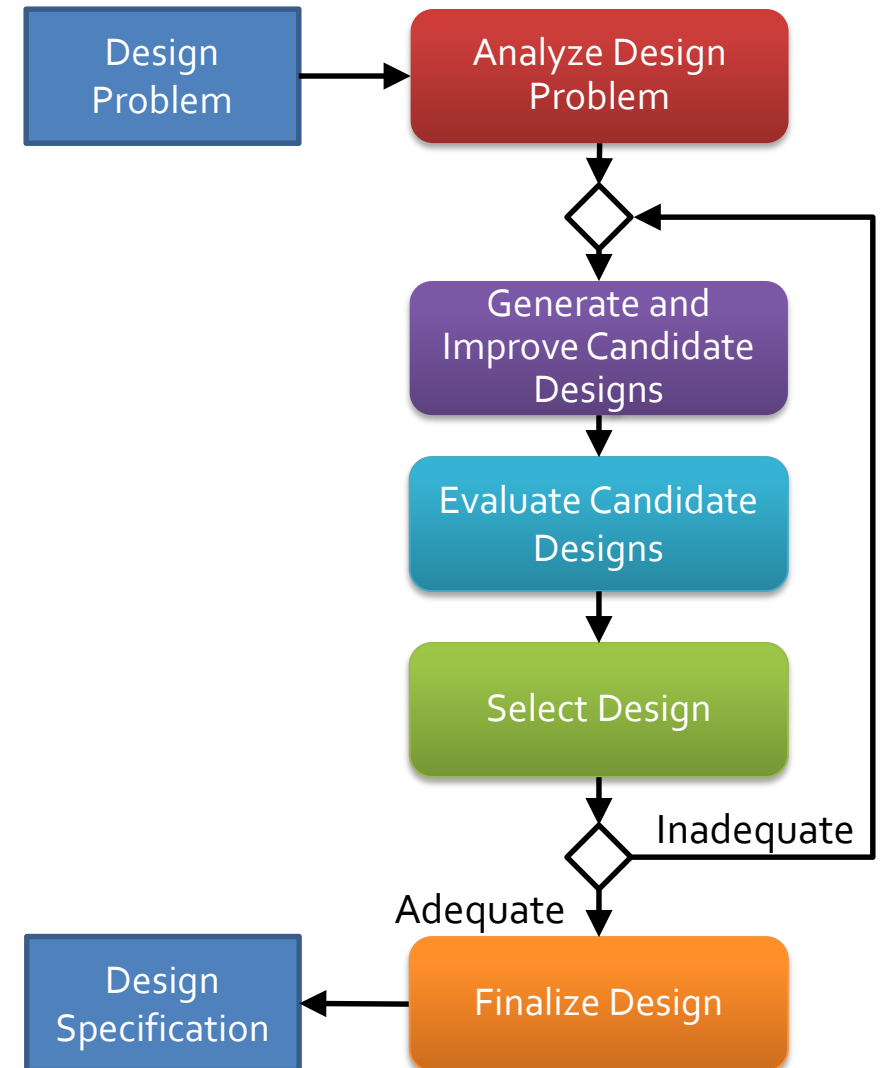 Design
Problem
Analyze Design
Problem
Generate and
Improve Candidate
Designs
Evaluate Candidate
Designs
Select Design
Inadequate
Adequate
Finalize Design
Design
Specification